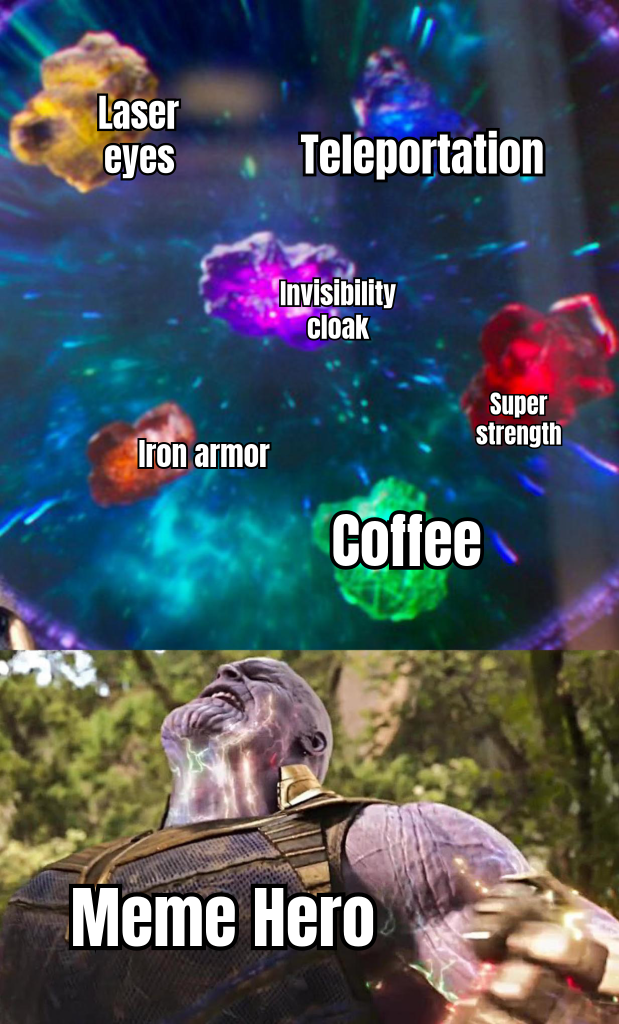 Laser
eyes
Teleportation
Invisibility
cloak
Super
strength
Iron armor
Coffee
Meme Hero